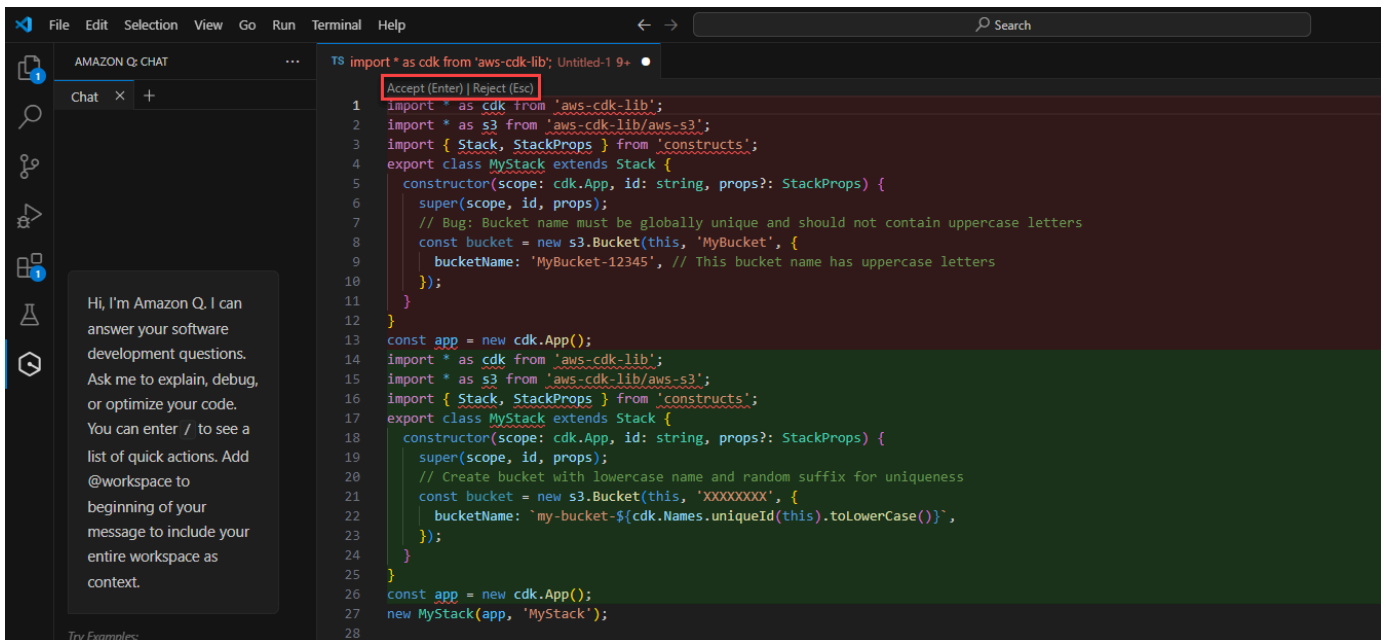 File Edit Selection View Go Run Terminal Help
Search
AMAZON Q: CHAT
TS import * as cdk from 'aws-cdk-lib'; Untitled-1 9+
Chat
Accept (Enter) | Reject (Esc)
1 import * as cdk from 'aws-cdk-lib';
2 import * as s3 from 'aws-cdk-lib/aws-s3';
3 import { Stack, StackProps } from 'constructs';
4 export class MyStack extends Stack {
5 constructor(scope: cdk.App, id: string, props?: StackProps) {
6 super(scope, id, props);
7 // Bug: Bucket name must be globally unique and should not contain uppercase letters
8 const bucket = new s3.Bucket(this, 'MyBucket', {
9 bucketName: 'MyBucket-12345', // This bucket name has uppercase letters
10 });
11 }
12 }
13 const app = new cdk.App();
14 import * as cdk from 'aws-cdk-lib';
15 import * as s3 from 'aws-cdk-lib/aws-s3';
16 import { Stack, StackProps } from 'constructs';
17 export class MyStack extends Stack {
18 constructor(scope: cdk.App, id: string, props?: StackProps) {
19 super(scope, id, props);
20 // Create bucket with lowercase name and random suffix for uniqueness
21 const bucket = new s3.Bucket(this, 'XXXXXXXX', {
22 bucketName: `my-bucket-${cdk.Names.uniqueId(this).toLowerCase()}`,
23 });
24 }
25 }
26 const app = new cdk.App();
27 new MyStack(app, 'MyStack');
28
1
1
Hi, I'm Amazon Q. I can
answer your software
development questions.
Ask me to explain, debug,
or optimize your code.
You can enter / to see a
list of quick actions. Add
@workspace to
beginning of your
message to include your
entire workspace as
context.
Try Examples: